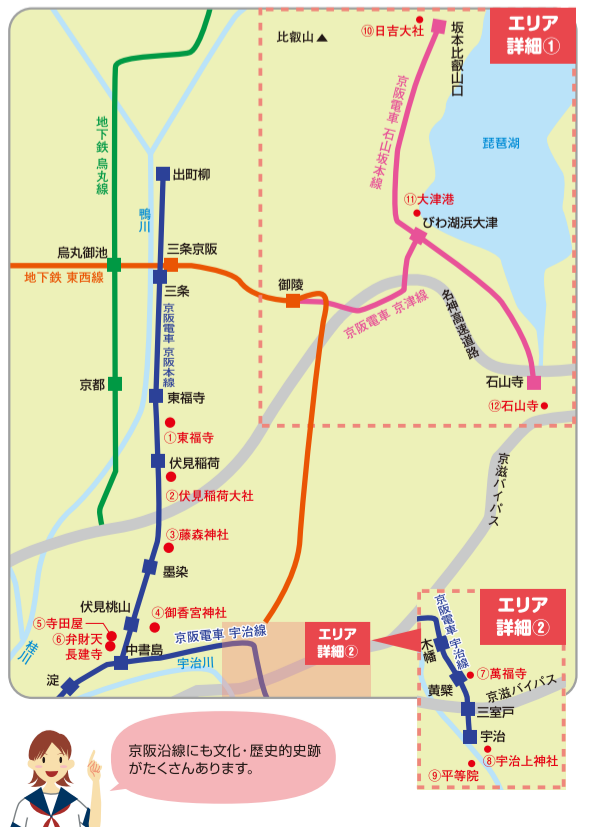 エリア
詳細①
⑩日吉大社
比叡山▲
坂本比叡山口
京阪電車 石山坂本線
琵琶湖
地下鉄 烏丸線
出町柳
鴨川
⑪大津港
びわ湖浜大津
烏丸御池
三条京阪
地下鉄 東西線
三条
御陵
京阪電車 京津線
名神高速道路
京阪電車 京阪本線
京都
東福寺
石山寺
⑫石山寺
①東福寺
伏見稲荷
②伏見稲荷大社
京滋バイパス
③藤森神社
墨染
伏見桃山
④御香宮神社
⑤寺田屋
⑥弁財天
長建寺
中書島
京阪電車 宇治線
宇治川
桂川
淀
エリア
詳細②
エリア
詳細②
京阪電車 宇治線
木幡
⑦萬福寺
黄檗
京滋バイパス
三室戸
宇治
⑧宇治上神社
⑨平等院
京阪沿線にも文化・歴史的史跡
がたくさんあります。